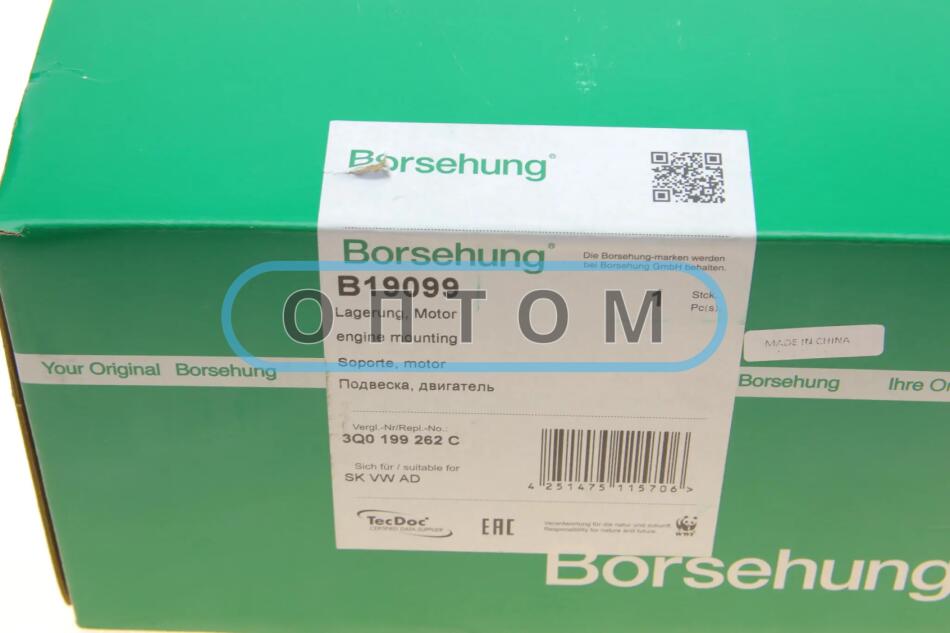 Borsehung®
Borsehung®
Die Borsehung-marken werden
bei Borsehung GmbH behalten.
B19099
1 Stck.
Pc(s)
ОПТОМ
Lagerung, Motor
engine mounting
Soporte, motor
Подвеска, двигатель
MADE IN CHINA
Your Original Borsehung
Borsehung Ihre Or
Vergl.-Nr/Repl.-No.:
3Q0 199 262 C
Sich für / suitable for
SK VW AD
4 251475 115706 >
TecDoc®
CERTIFIED DATA SUPPLIER
EAC
Verantwortung für die natur und zukunft.
Responsibility for nature and future.
WWF
Borsehung